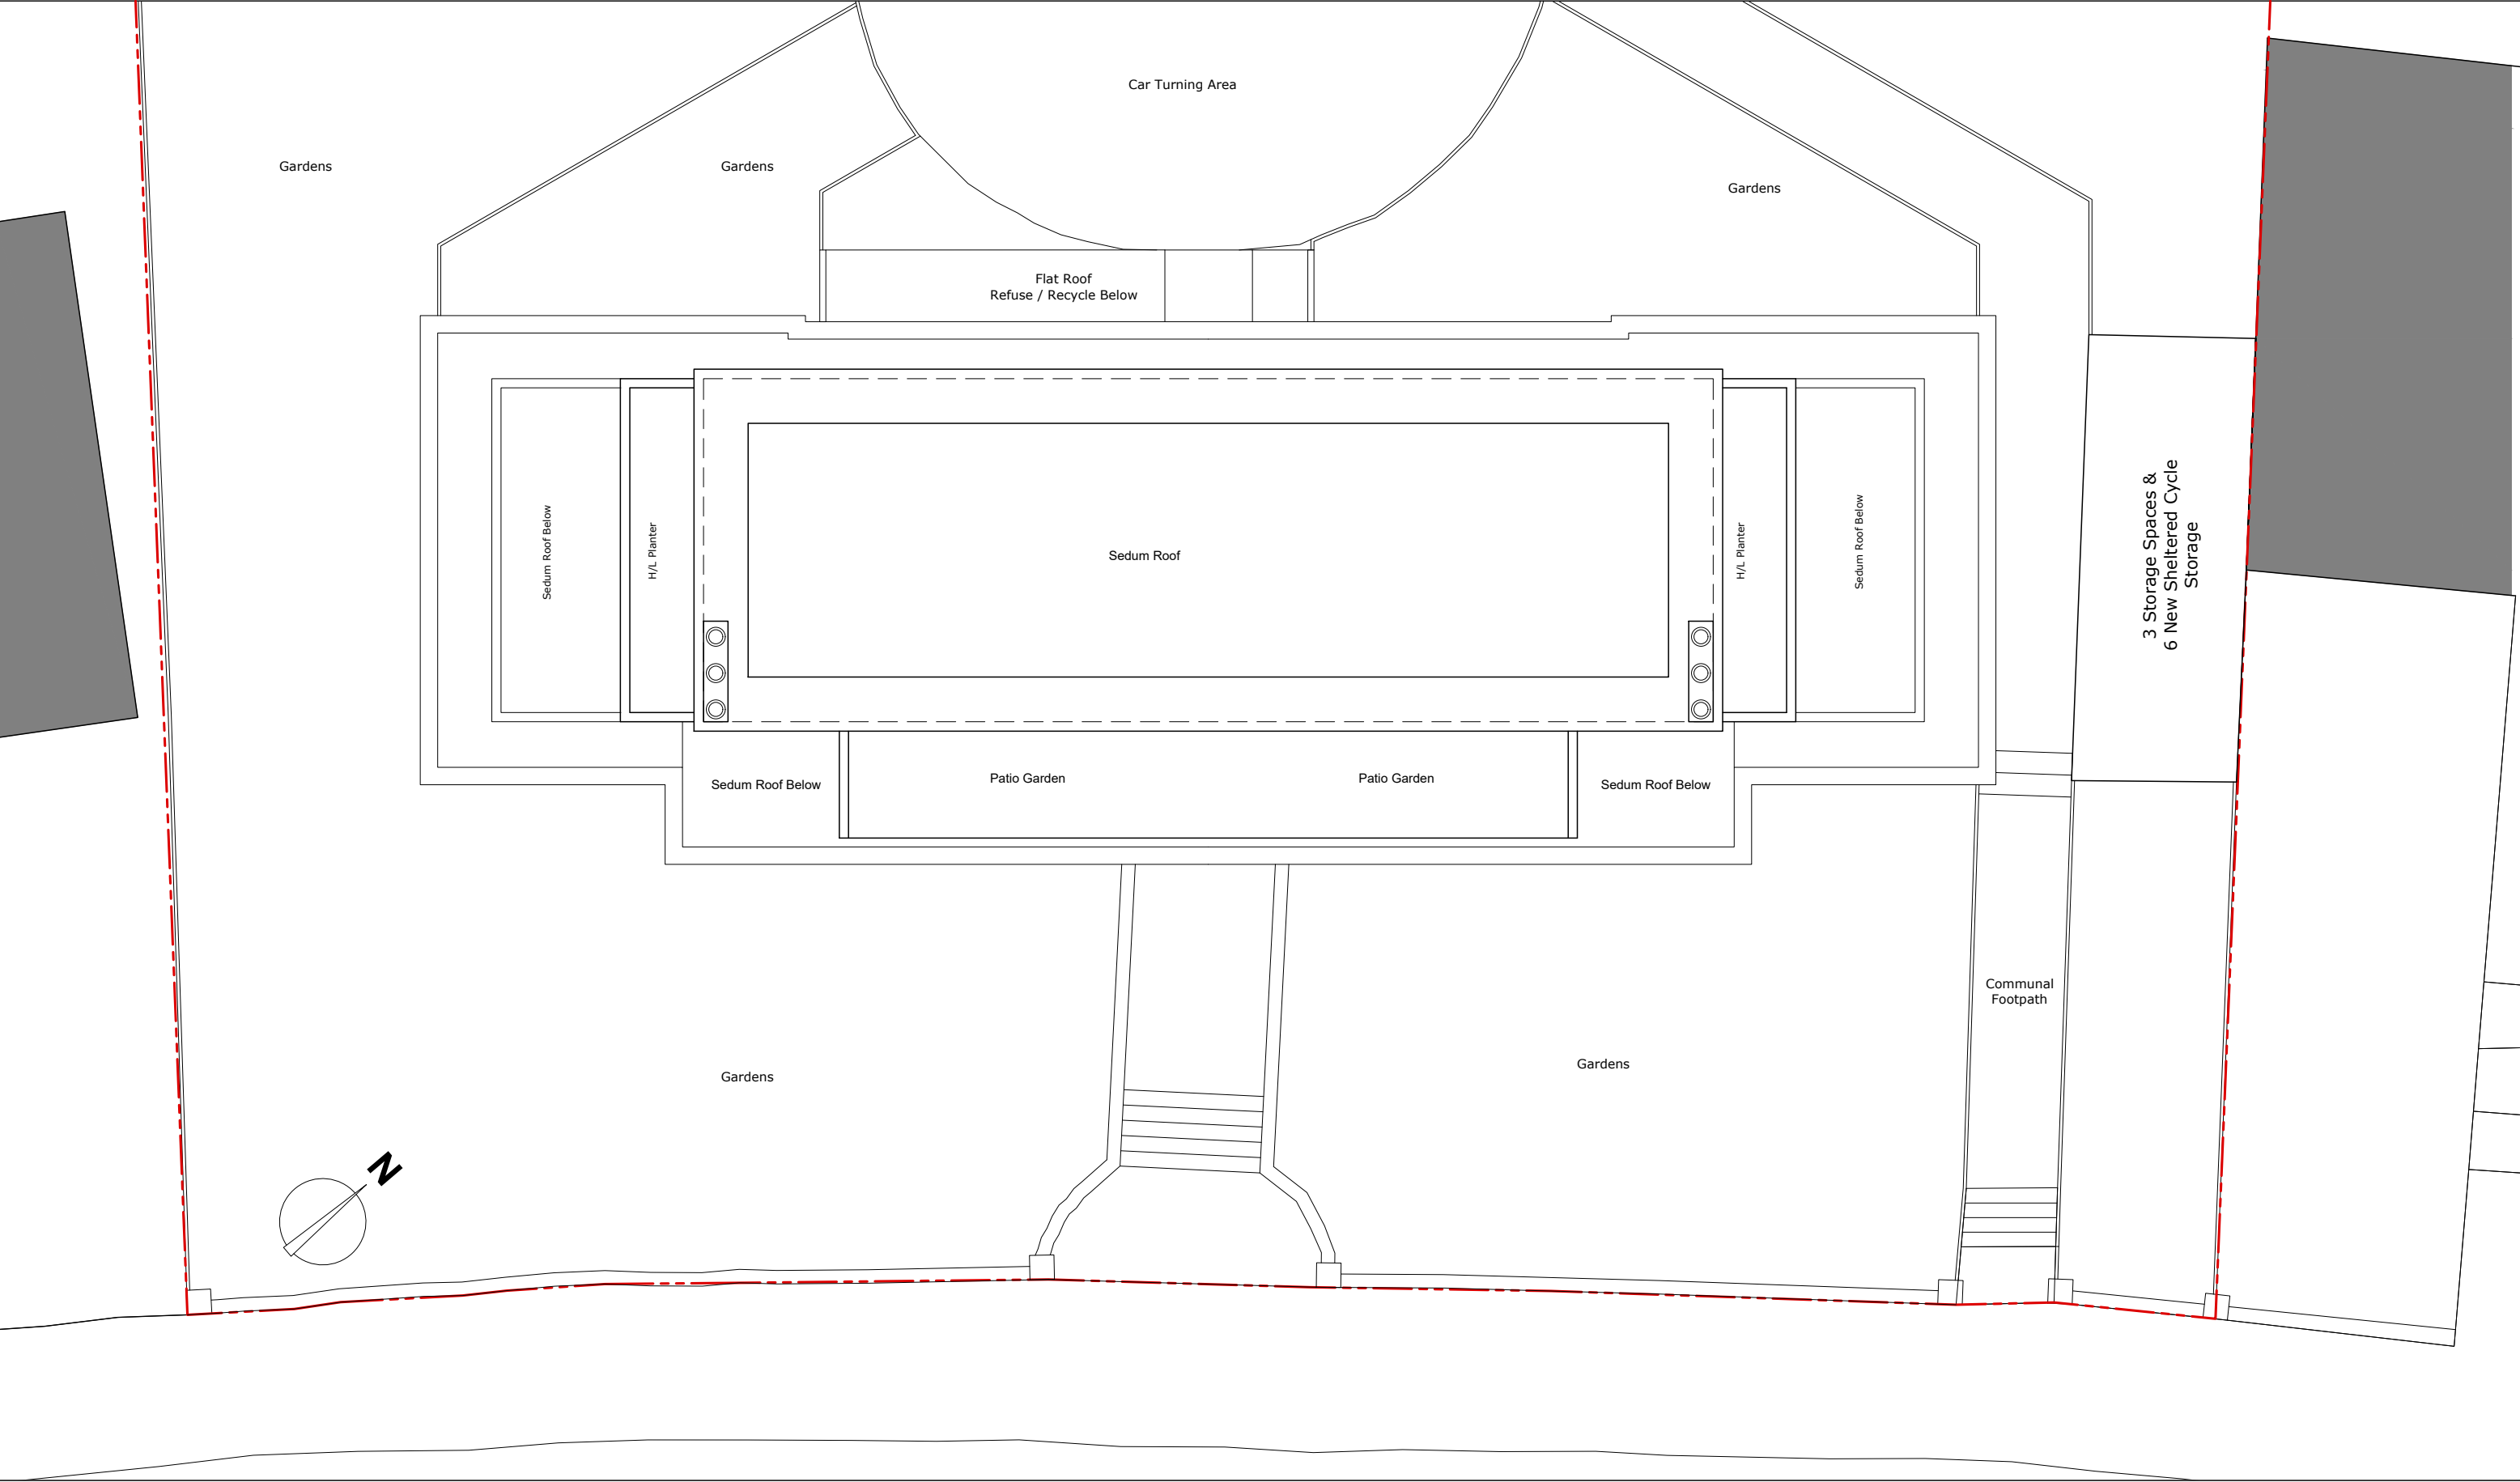 Car Turning Area
Gardens
Gardens
Gardens
Flat Roof
Refuse / Recycle Below
Sedum Roof Below
H/L Planter
Sedum Roof
H/L Planter
Sedum Roof Below
3 Storage Spaces &
6 New Sheltered Cycle
Storage
Sedum Roof Below
Patio Garden
Patio Garden
Sedum Roof Below
Communal
Footpath
Gardens
Gardens
N